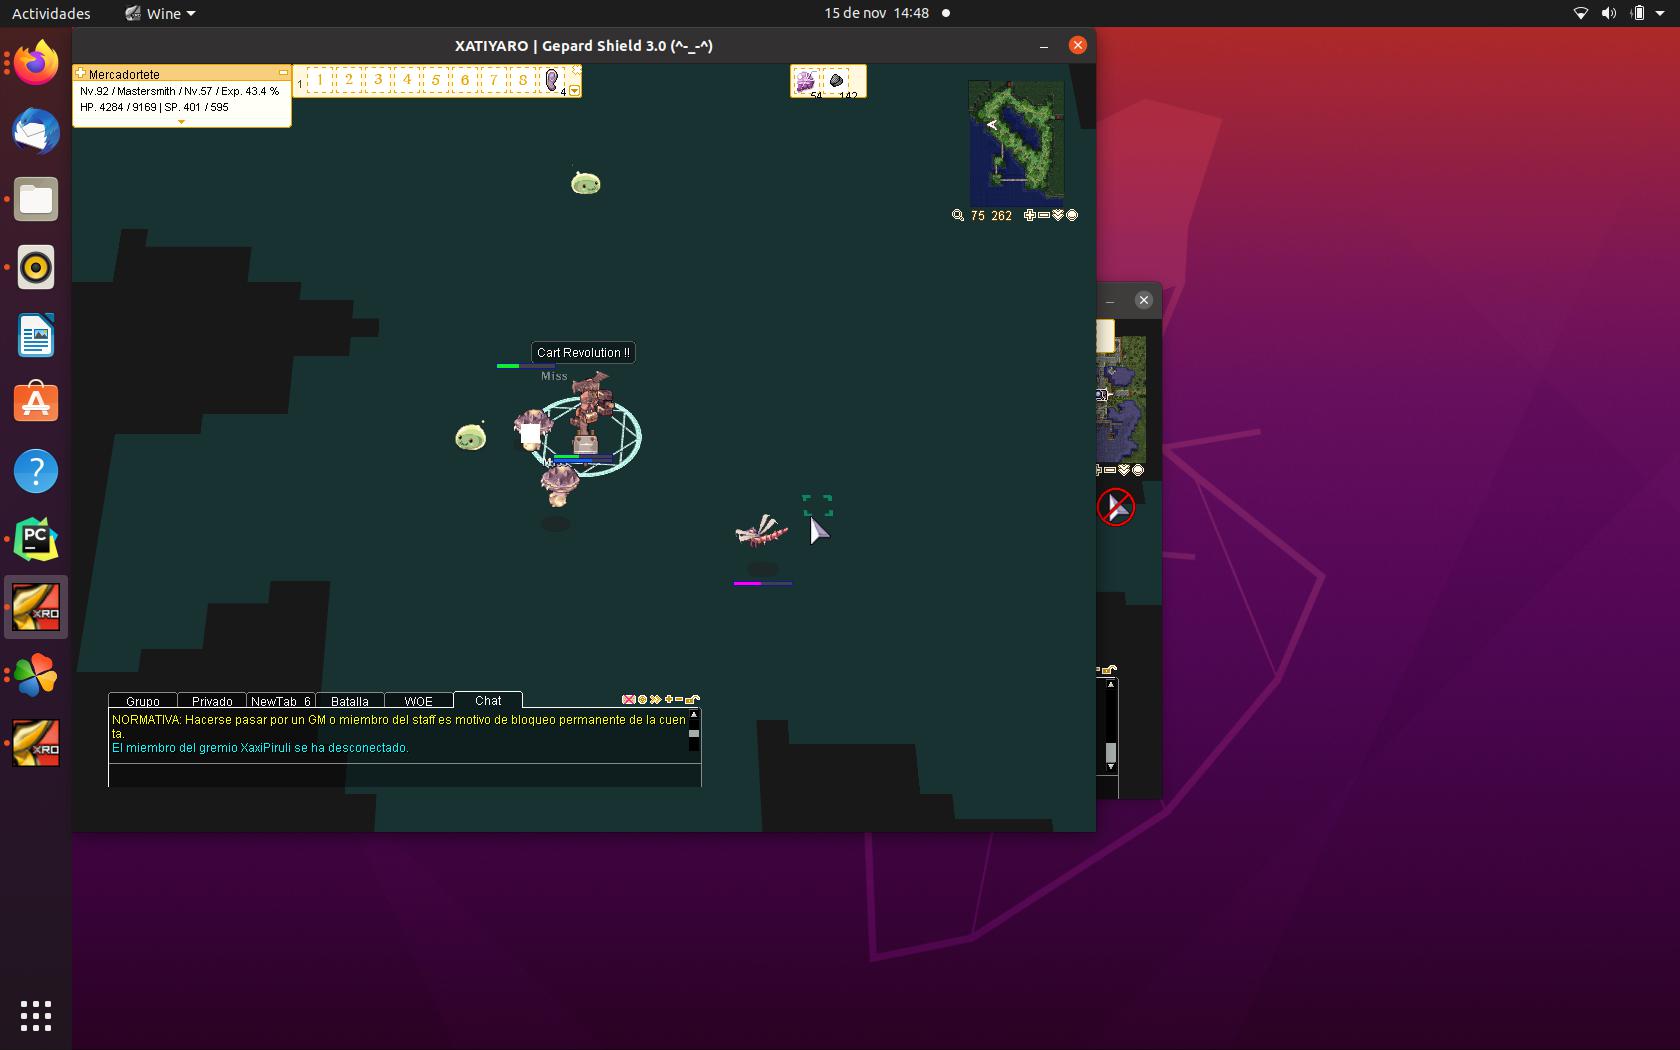 Actividades
Wine
15 de nov 14:48
XATIYARO | Gepard Shield 3.0 (^-_-^)
Mercadortete
Nv.92 / Mastersmith / Nv.57 / Exp. 43.4 %
HP. 4284 / 9169 | SP. 401 / 595
1 1 2 3 4 5 6 7 8 4
54 142
75 262
Cart Revolution !!
Miss
PC
XRO
XRO
Grupo Privado NewTab 6 Batalla WOE Chat
NORMATIVA: Hacerse pasar por un GM o miembro del staff es motivo de bloqueo permanente de la cuen
ta.
El miembro del gremio XaxiPiruli se ha desconectado.